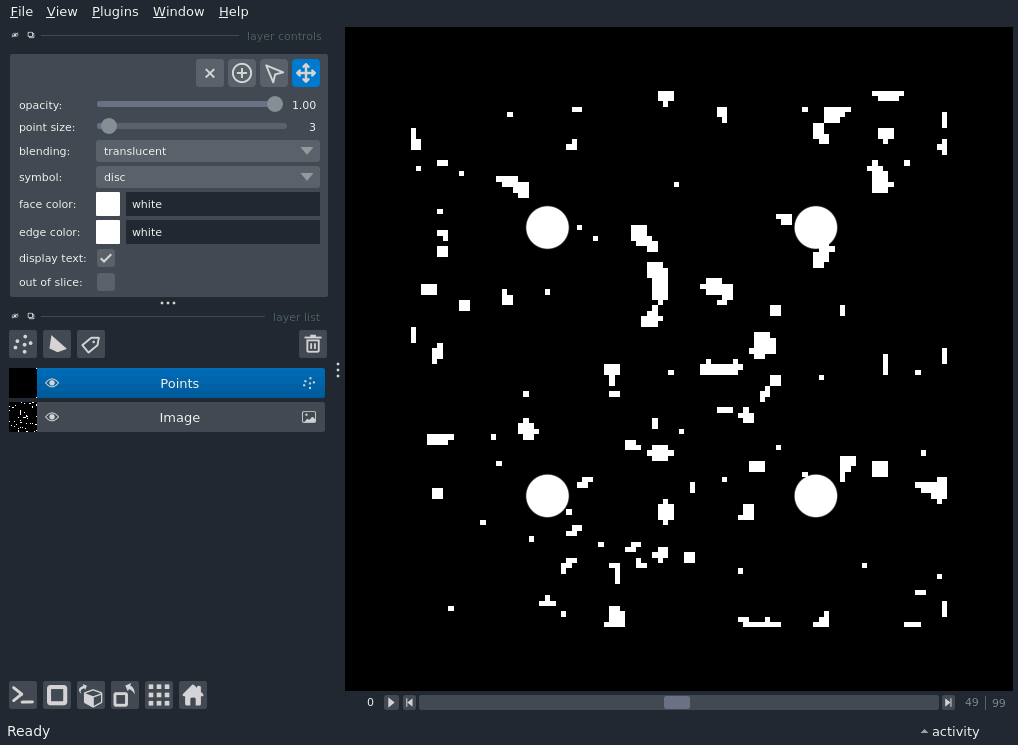 File View Plugins Window Help
layer controls
opacity: 1.00
point size: 3
blending: translucent
symbol: disc
face color: white
edge color: white
display text:
out of slice:
layer list
Points
Image
0 49 99
Ready activity